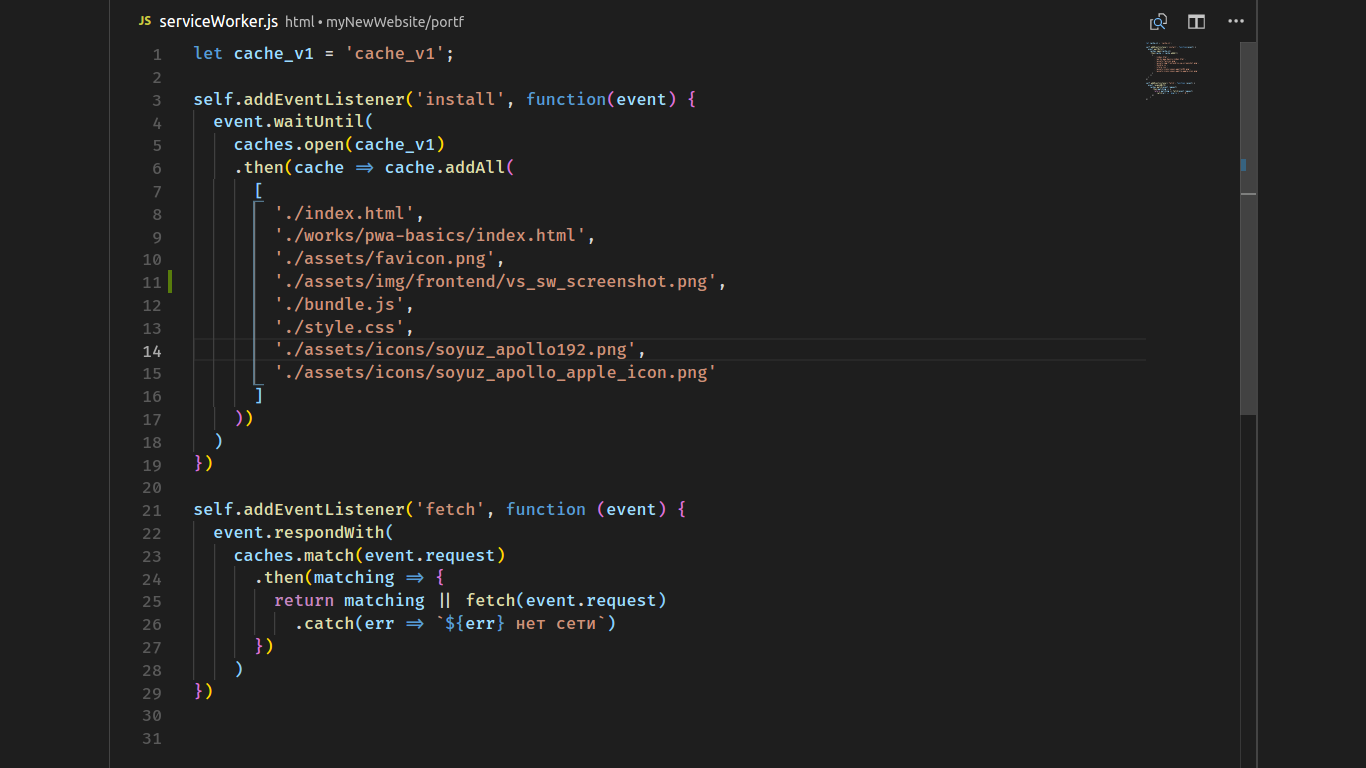 JS serviceWorker.js html • myNewWebsite/portf
1 let cache_v1 = 'cache_v1';
2
3 self.addEventListener('install', function(event) {
4   event.waitUntil(
5     caches.open(cache_v1)
6     .then(cache => cache.addAll(
7       [
8         './index.html',
9         './works/pwa-basics/index.html',
10         './assets/favicon.png',
11         './assets/img/frontend/vs_sw_screenshot.png',
12         './bundle.js',
13         './style.css',
14         './assets/icons/soyuz_apollo192.png',
15         './assets/icons/soyuz_apollo_apple_icon.png'
16       ]
17     ))
18   )
19 })
20
21 self.addEventListener('fetch', function (event) {
22   event.respondWith(
23     caches.match(event.request)
24       .then(matching => {
25         return matching || fetch(event.request)
26           .catch(err => `${err} нет сети`)
27       })
28     )
29 })
30
31